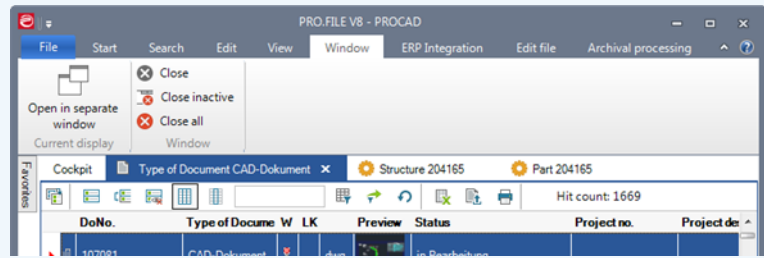 PRO.FILE V8 - PROCAD
File Start Search Edit View Window ERP Integration Edit file Archival processing
Open in separate window
Current display
Close
Close inactive
Close all
Window
Favorites
Cockpit Type of Document CAD-Dokument Structure 204165 Part 204165
Hit count: 1669
DoNo. Type of Docume W LK Preview Status Project no. Project de
107081 CAD-Dokument dwg in Bearbeitung